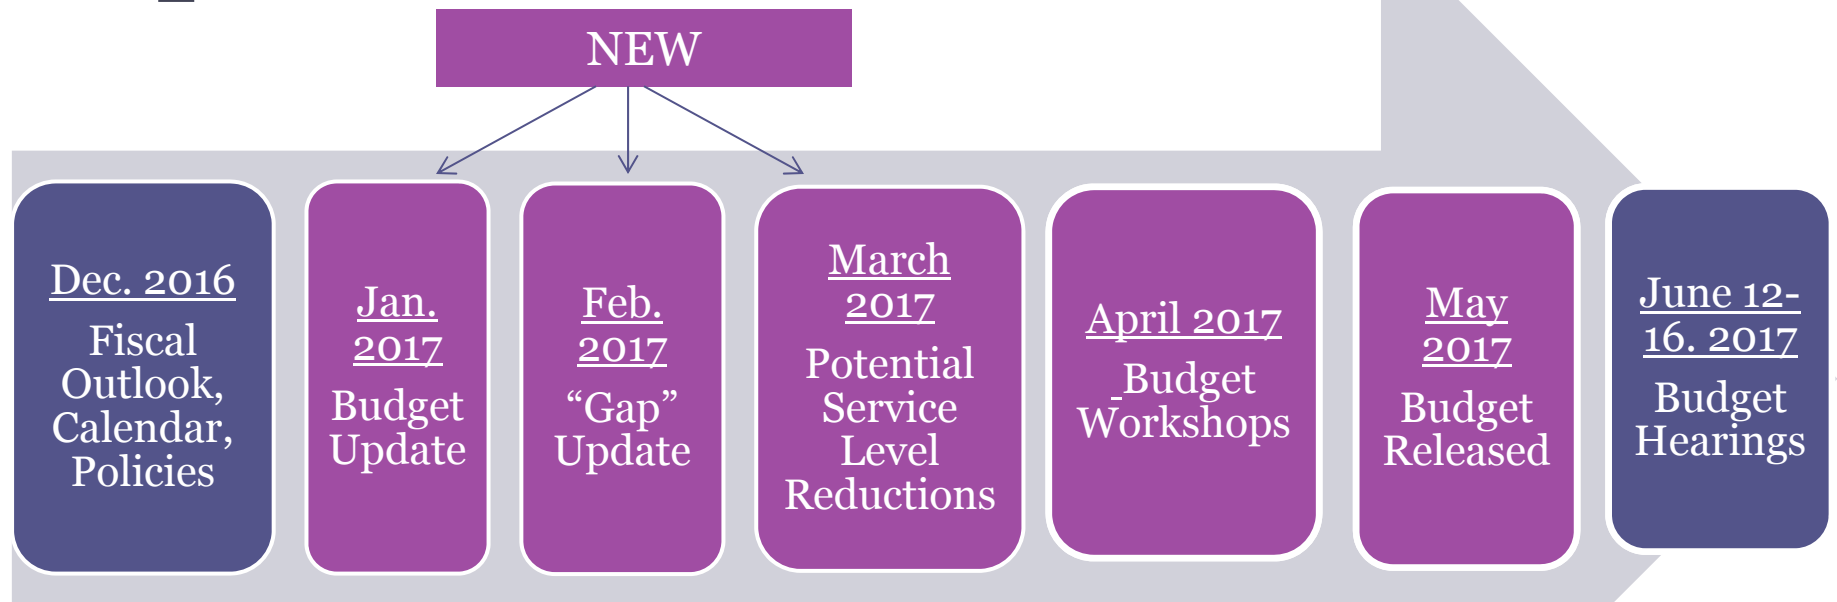 NEW
Dec. 2016
Fiscal
Outlook,
Calendar,
Policies
Jan.
2017
Budget
Update
Feb.
2017
“Gap”
Update
March
2017
Potential
Service
Level
Reductions
April 2017
Budget
Workshops
May
2017
Budget
Released
June 12-
16. 2017
Budget
Hearings